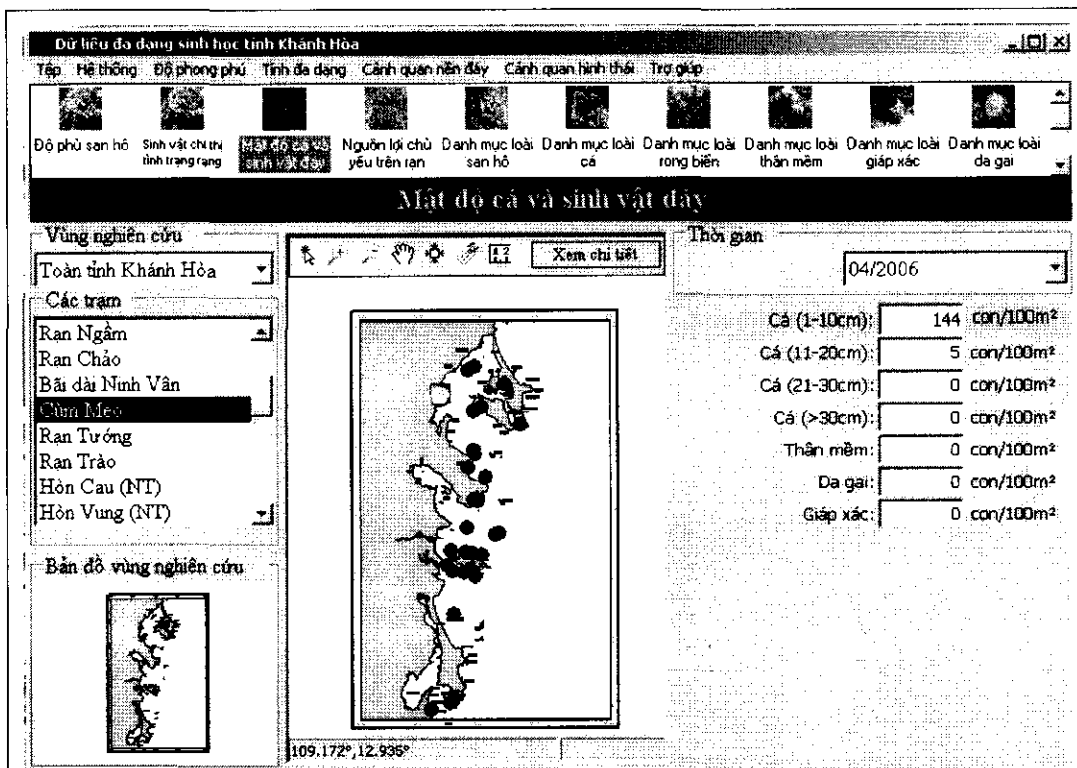 Dữ liệu đa dạng sinh học tỉnh Khánh Hòa
Tệp Hệ thống Độ phong phú Tính đa dạng Cảnh quan nền đáy Cảnh quan hình thái Trợ giúp
Độ phủ san hô
Sinh vật chỉ thị
tình trạng rạng
Mật độ cá và
sinh vật đáy
Nguồn lợi chủ
yếu trên rạn
Danh mục loài
san hô
Danh mục loài
cá
Danh mục loài
rong biển
Danh mục loài
thân mềm
Danh mục loài
giáp xác
Danh mục loài
da gai
Mật độ cá và sinh vật đáy
Vùng nghiên cứu
Toàn tỉnh Khánh Hòa
Các trạm
Rạn Ngầm
Rạn Chảo
Bãi dài Ninh Vân
Cùm Meo
Rạn Tướng
Rạn Trào
Hòn Cau (NT)
Hòn Vung (NT)
Bản đồ vùng nghiên cứu
Xem chi tiết
109.172°,12.935°
Thời gian
04/2006
Cá (1-10cm): 144 con/100m²
Cá (11-20cm): 5 con/100m²
Cá (21-30cm): 0 con/100m²
Cá (>30cm): 0 con/100m²
Thân mềm: 0 con/100m²
Da gai: 0 con/100m²
Giáp xác: 0 con/100m²